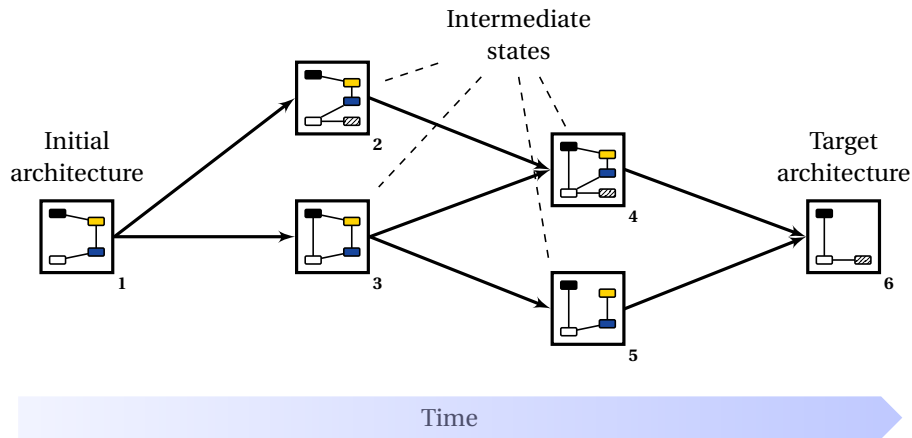 Intermediate
states
2
Initial
architecture
Target
architecture
4
1
3
6
5
Time